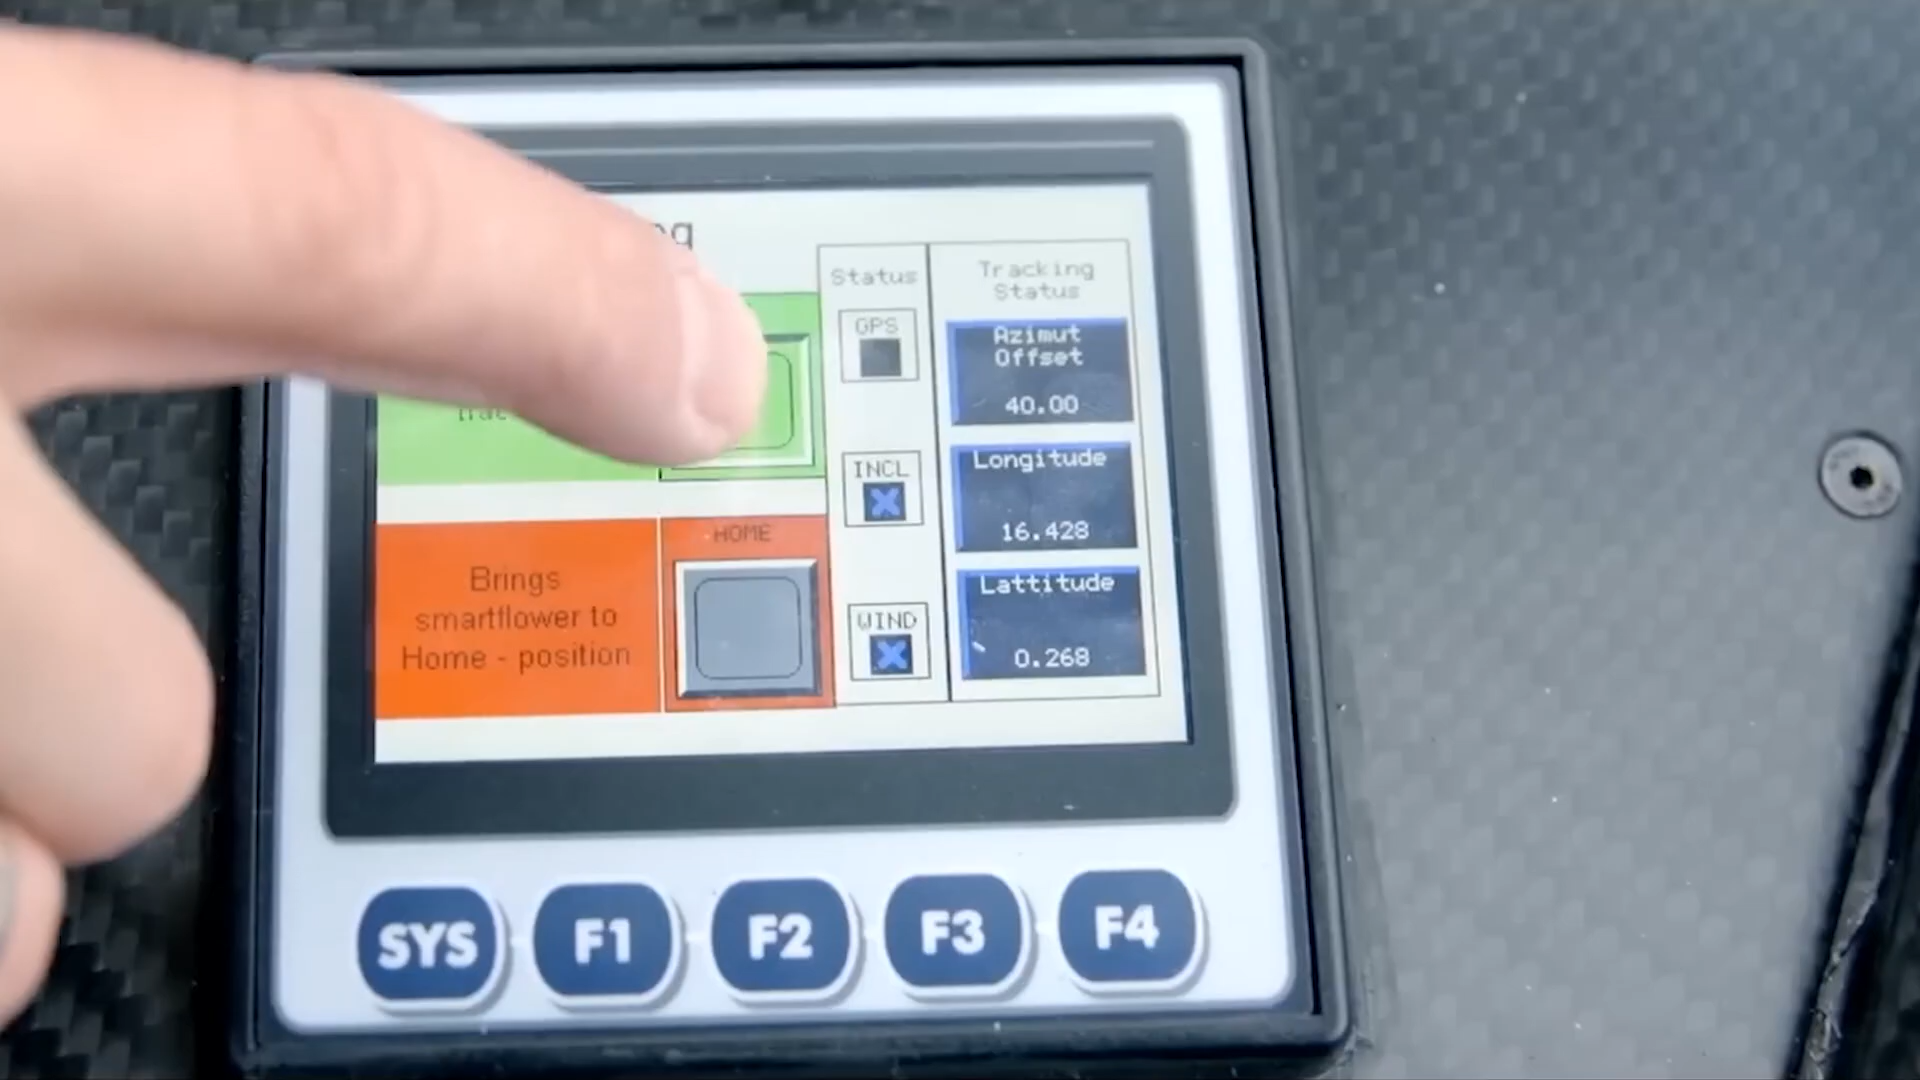 Status
GPS
INCL
WIND
Tracking
Status
Azimut
Offset
40.00
Longitude
16.428
Lattitude
0.268
HOME
Brings
smartflower to
Home - position
SYS
F1
F2
F3
F4